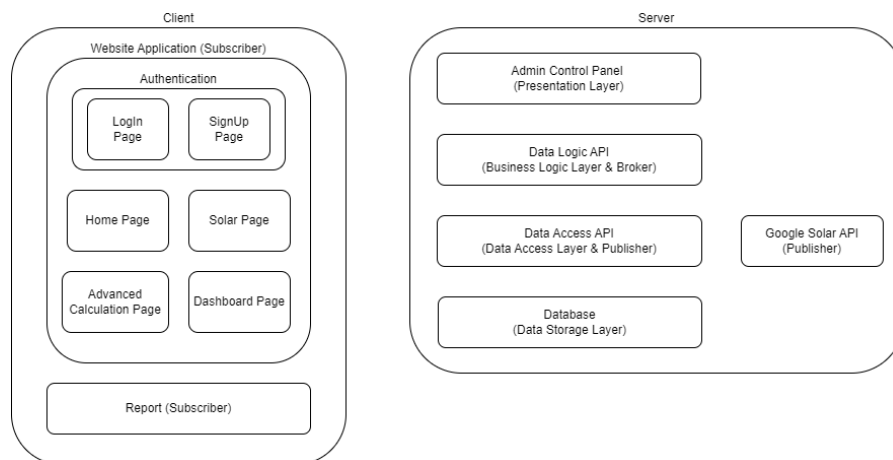 Client
Website Application (Subscriber)
Authentication
LogIn
Page
SignUp
Page
Home Page
Solar Page
Advanced
Calculation Page
Dashboard Page
Report (Subscriber)
Server
Admin Control Panel
(Presentation Layer)
Data Logic API
(Business Logic Layer & Broker)
Data Access API
(Data Access Layer & Publisher)
Google Solar API
(Publisher)
Database
(Data Storage Layer)